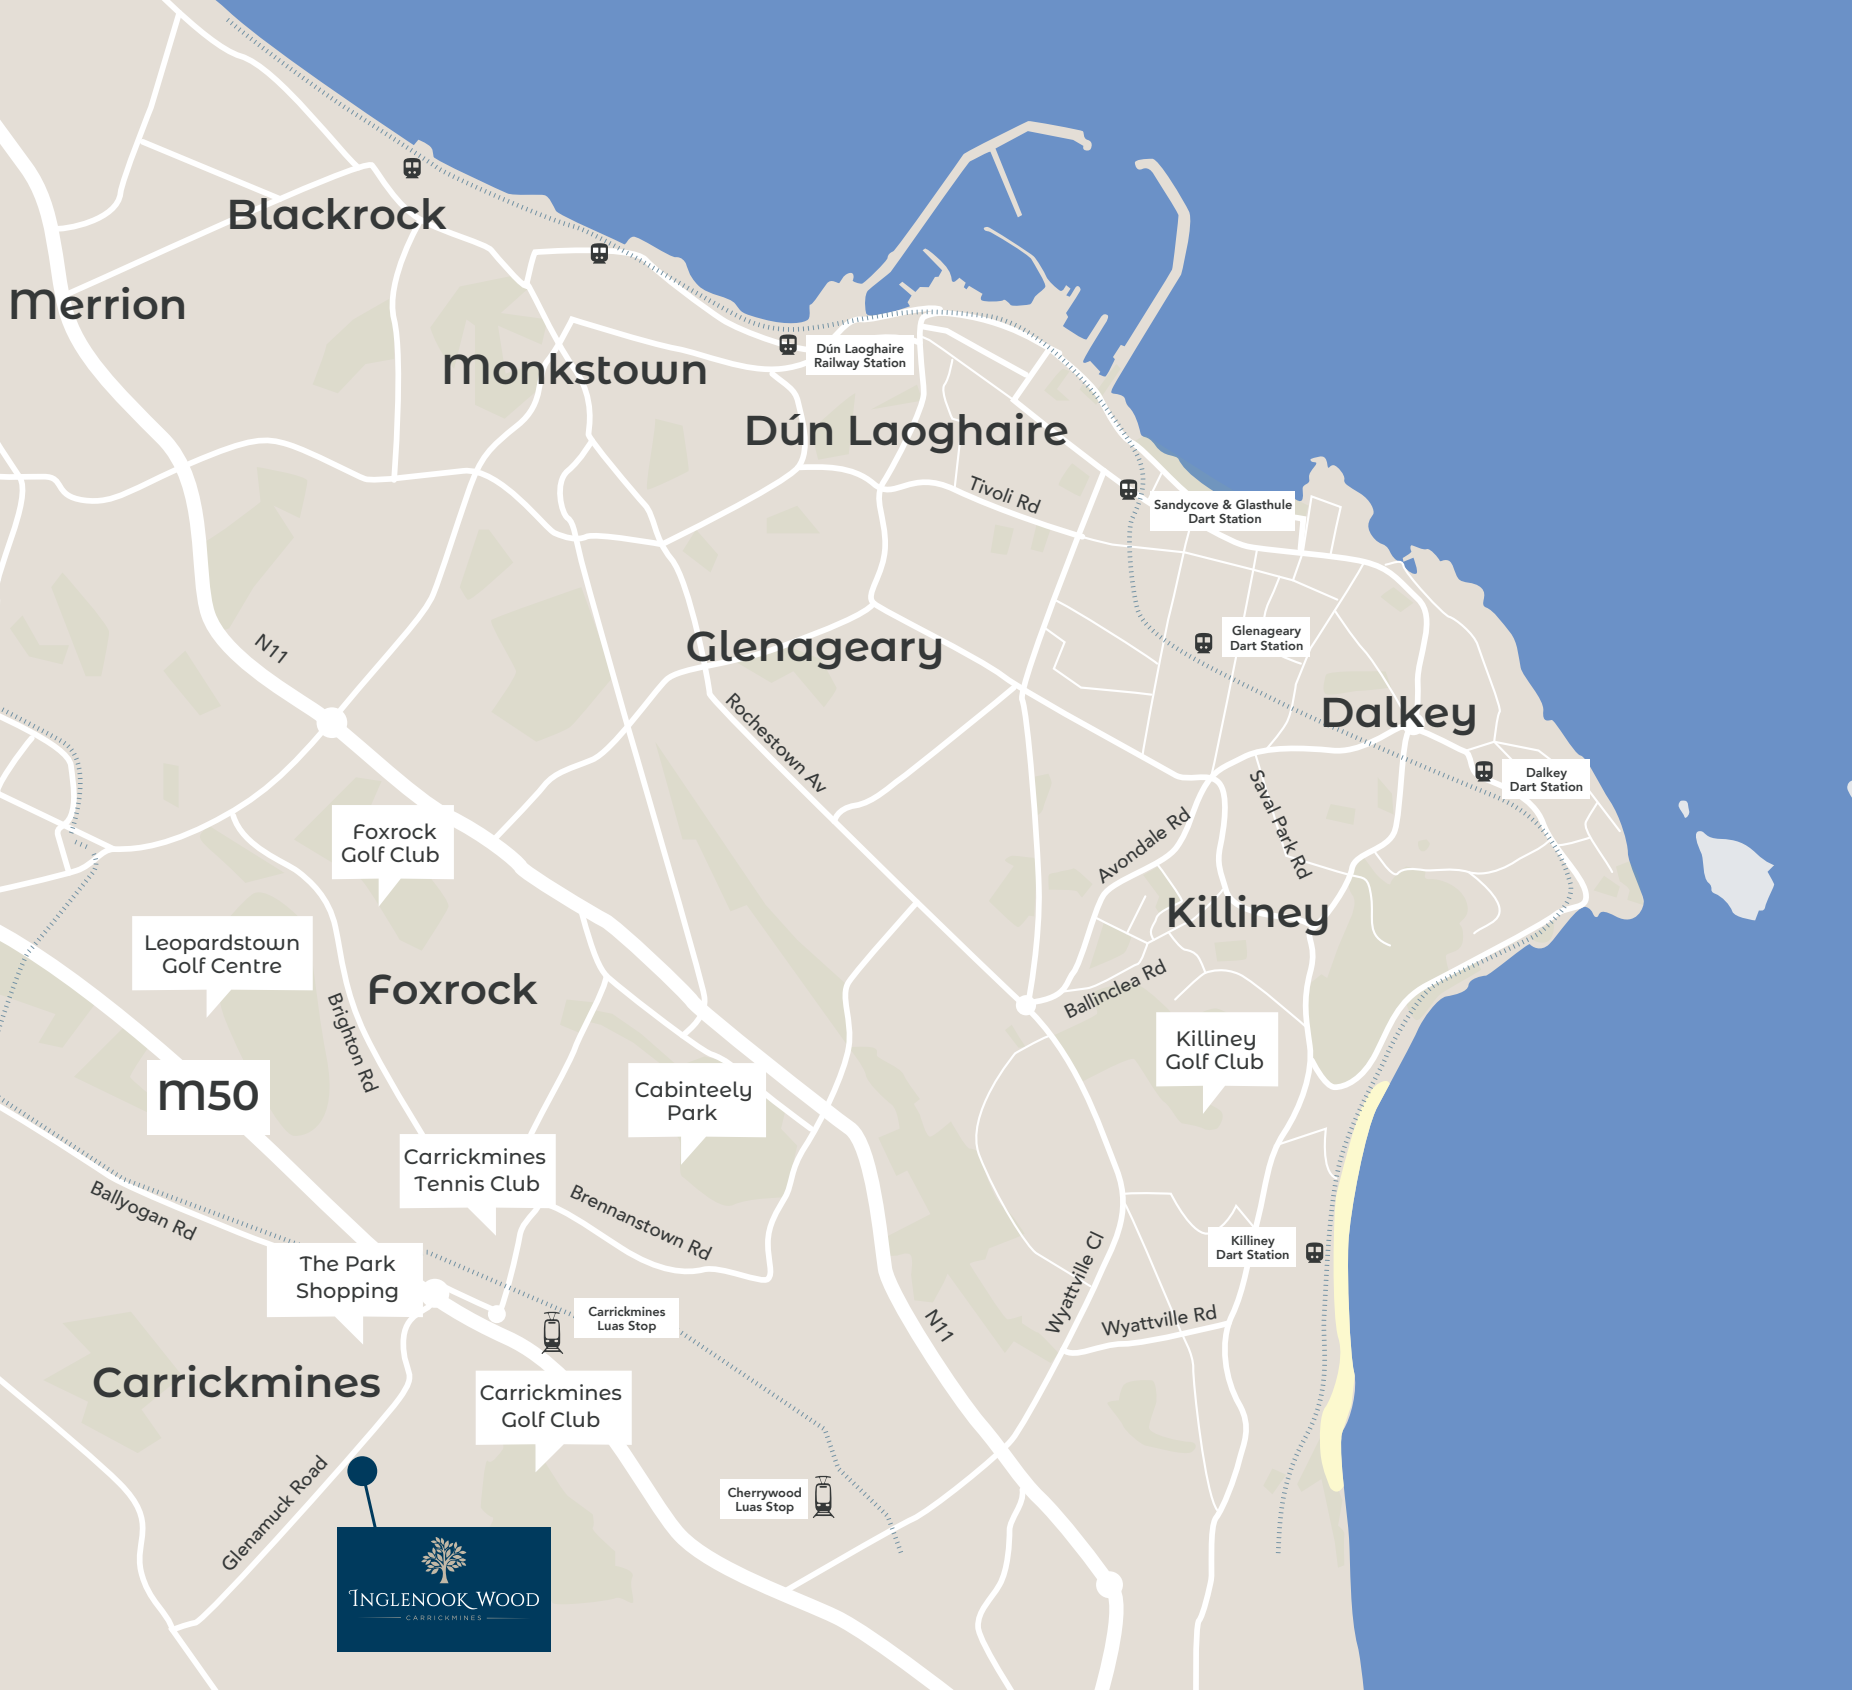 Blackrock
Merrion
Monkstown
Dún Laoghaire
Railway Station
Dún Laoghaire
Tivoli Rd
Sandycove & Glasthule
Dart Station
Glenageary
Dart Station
N11
Glenageary
Rochestown Av
Dalkey
Dalkey
Dart Station
Saval Park Rd
Avondale Rd
Foxrock
Golf Club
Killiney
Leopardstown
Golf Centre
Foxrock
Brighton Rd
Ballinclea Rd
Killiney
Golf Club
M50
Cabinteely
Park
Carrickmines
Tennis Club
Ballyogan Rd
Brennanstown Rd
Killiney
Dart Station
The Park
Shopping
Wyattville Cl
Wyattville Rd
Carrickmines
Luas Stop
N11
Carrickmines
Carrickmines
Golf Club
Glenamuck Road
Cherrywood
Luas Stop
INGLENOOK WOOD
CARRICKMINES